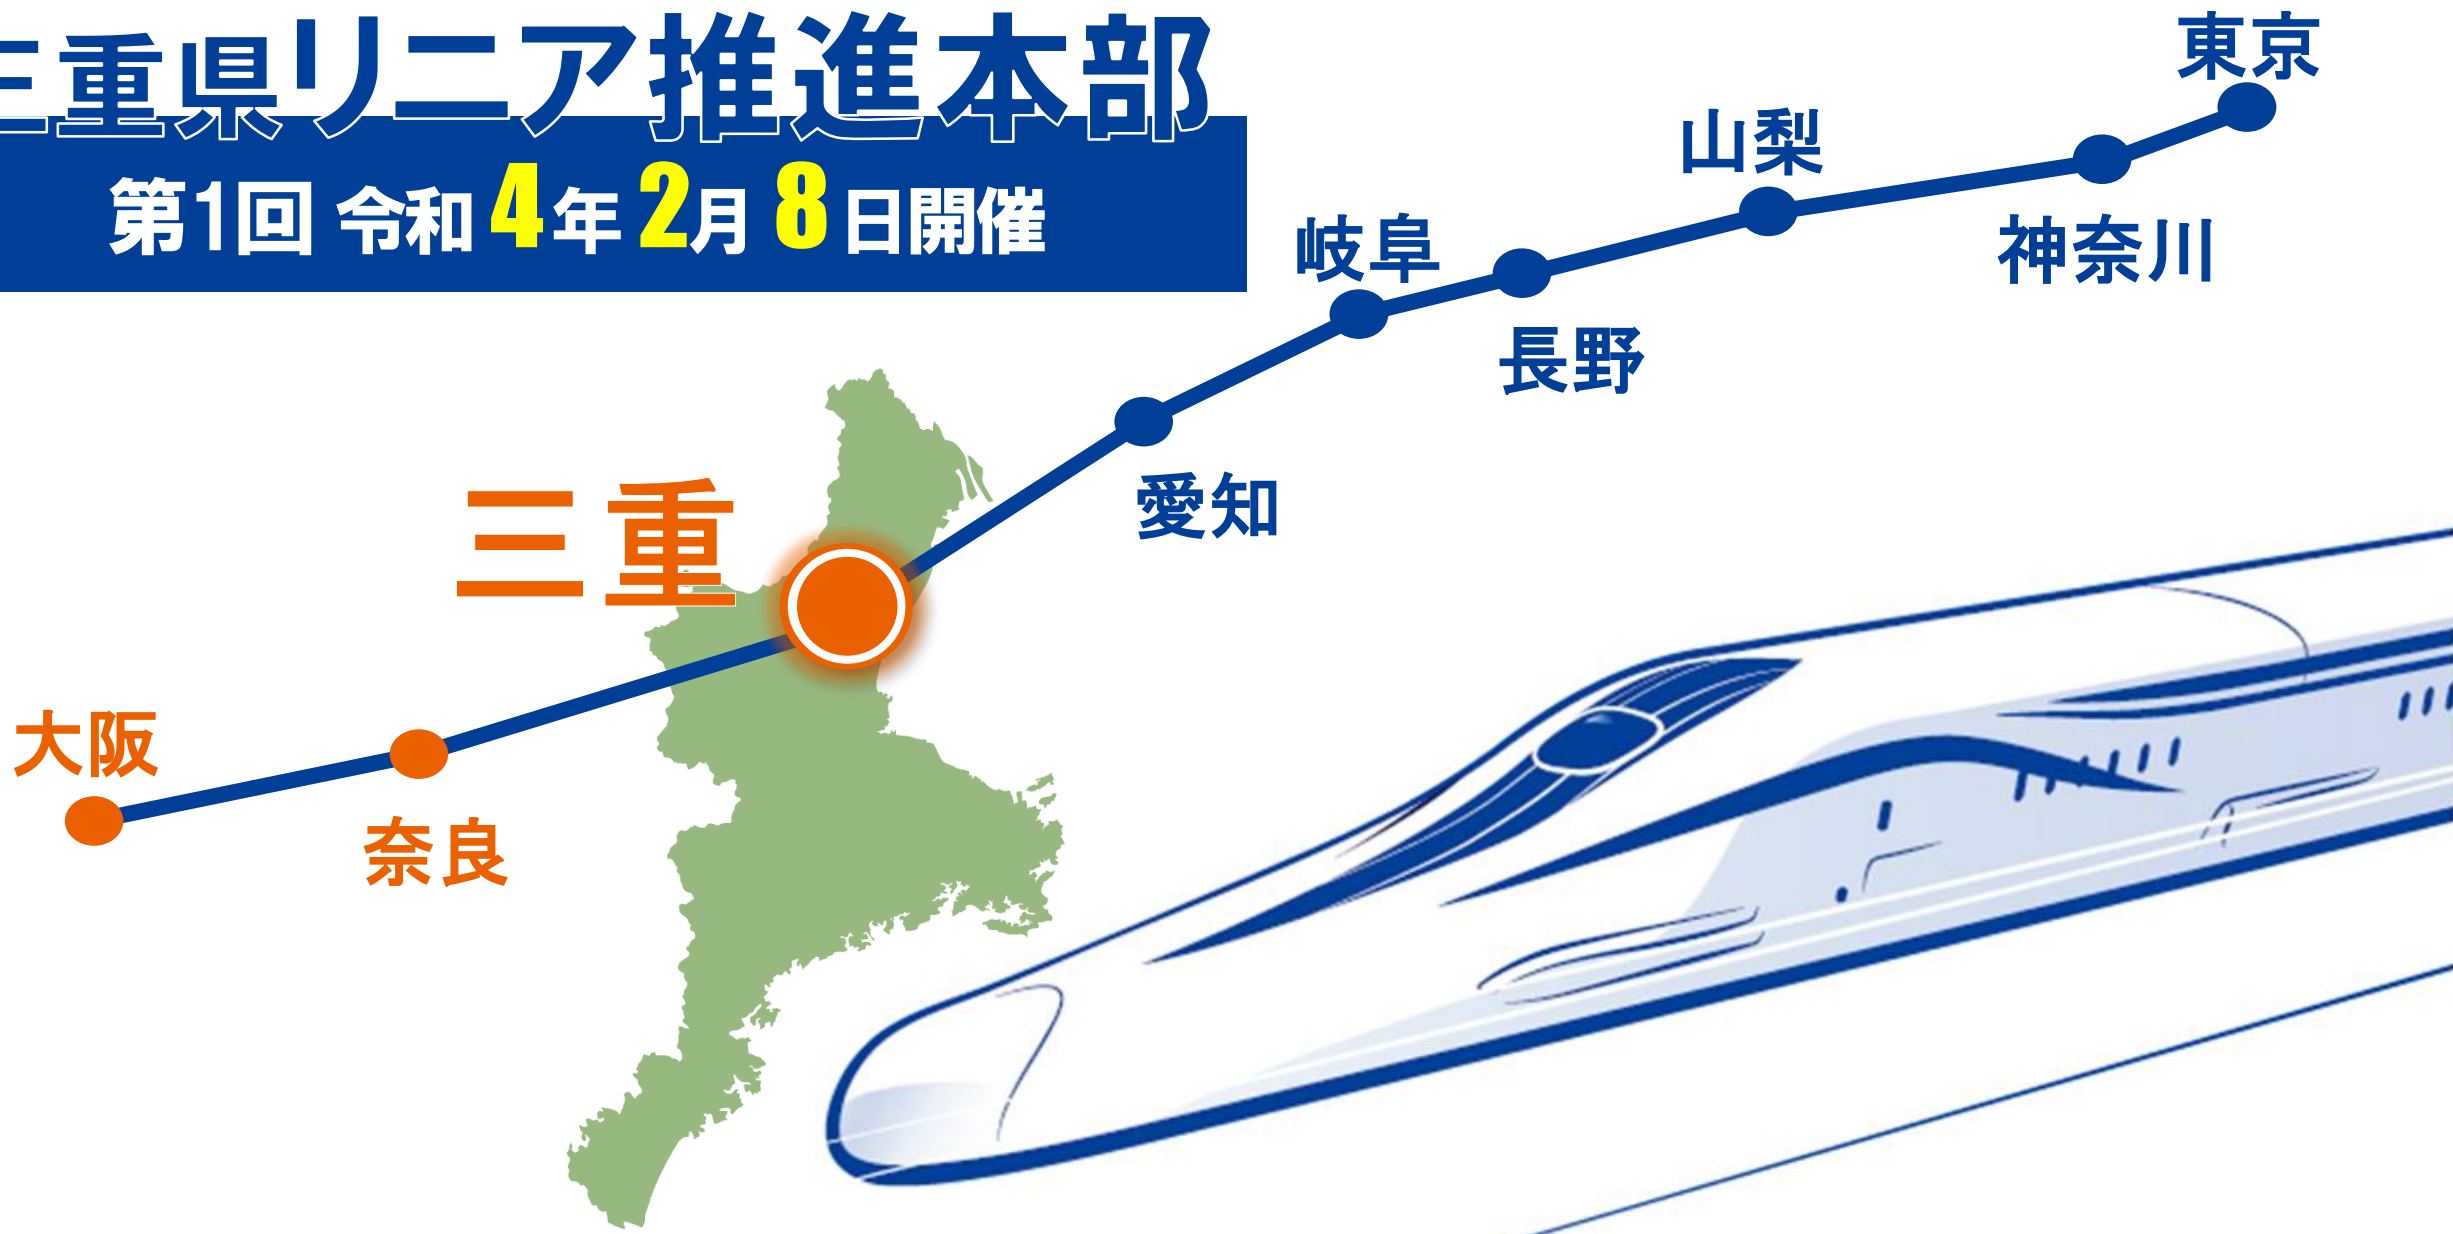 三重県リニア推進本部
第1回 令和4年2月8日開催
東京
山梨
神奈川
岐阜
長野
愛知
三重
大阪
奈良